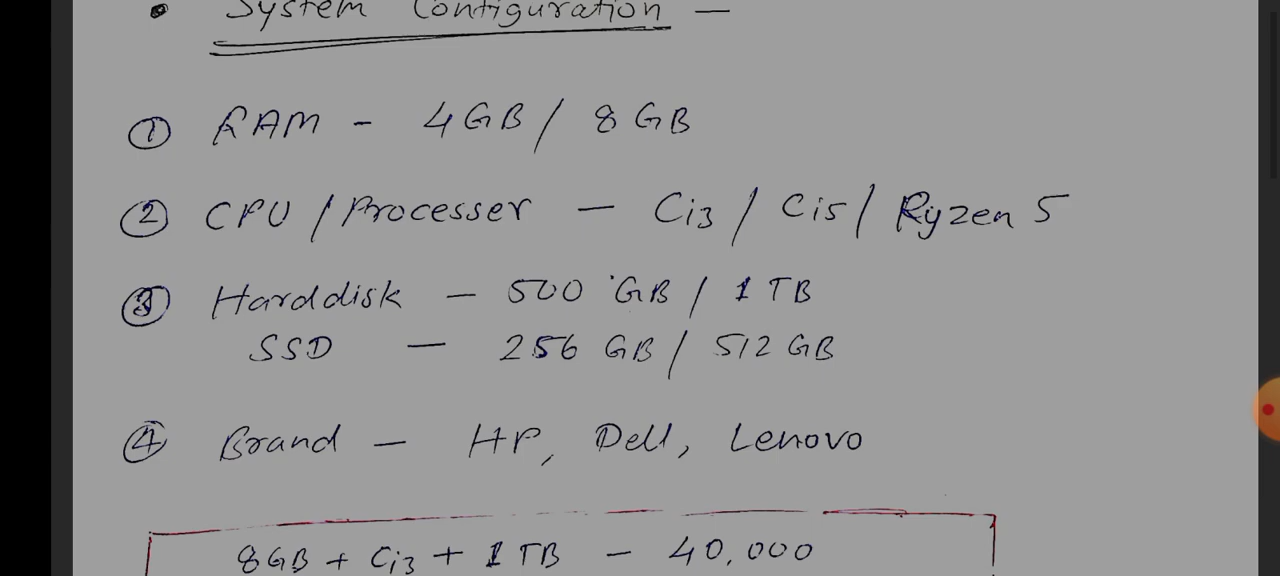 • System Configuration —
① RAM - 4GB / 8GB
② CPU / Processer — Ci3 / Ci5 / Ryzen 5
③ Harddisk — 500 GB / 1 TB
SSD — 256 GB / 512 GB
④ Brand — HP, Dell, Lenovo
8GB + Ci3 + 1 TB — 40,000